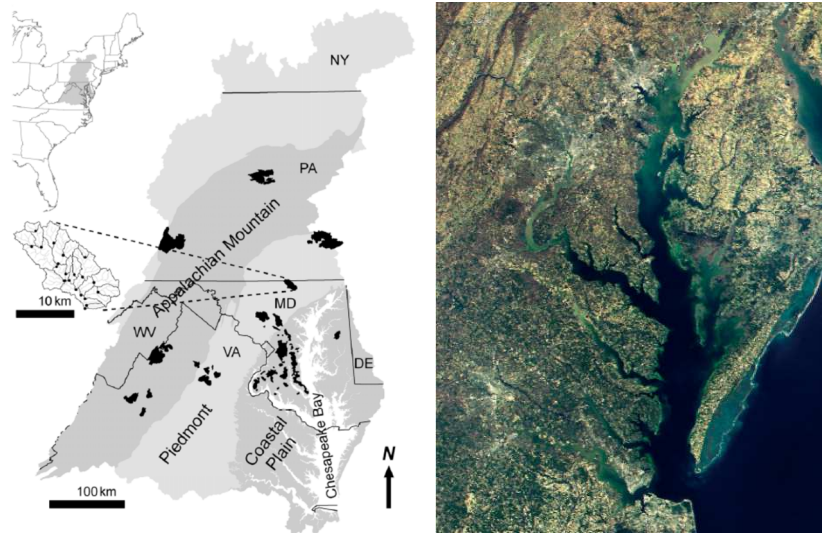 NY
PA
Appalachian Mountain
10 km
MD
WV
VA
DE
Piedmont
Coastal
Plain
Chesapeake Bay
N
100 km